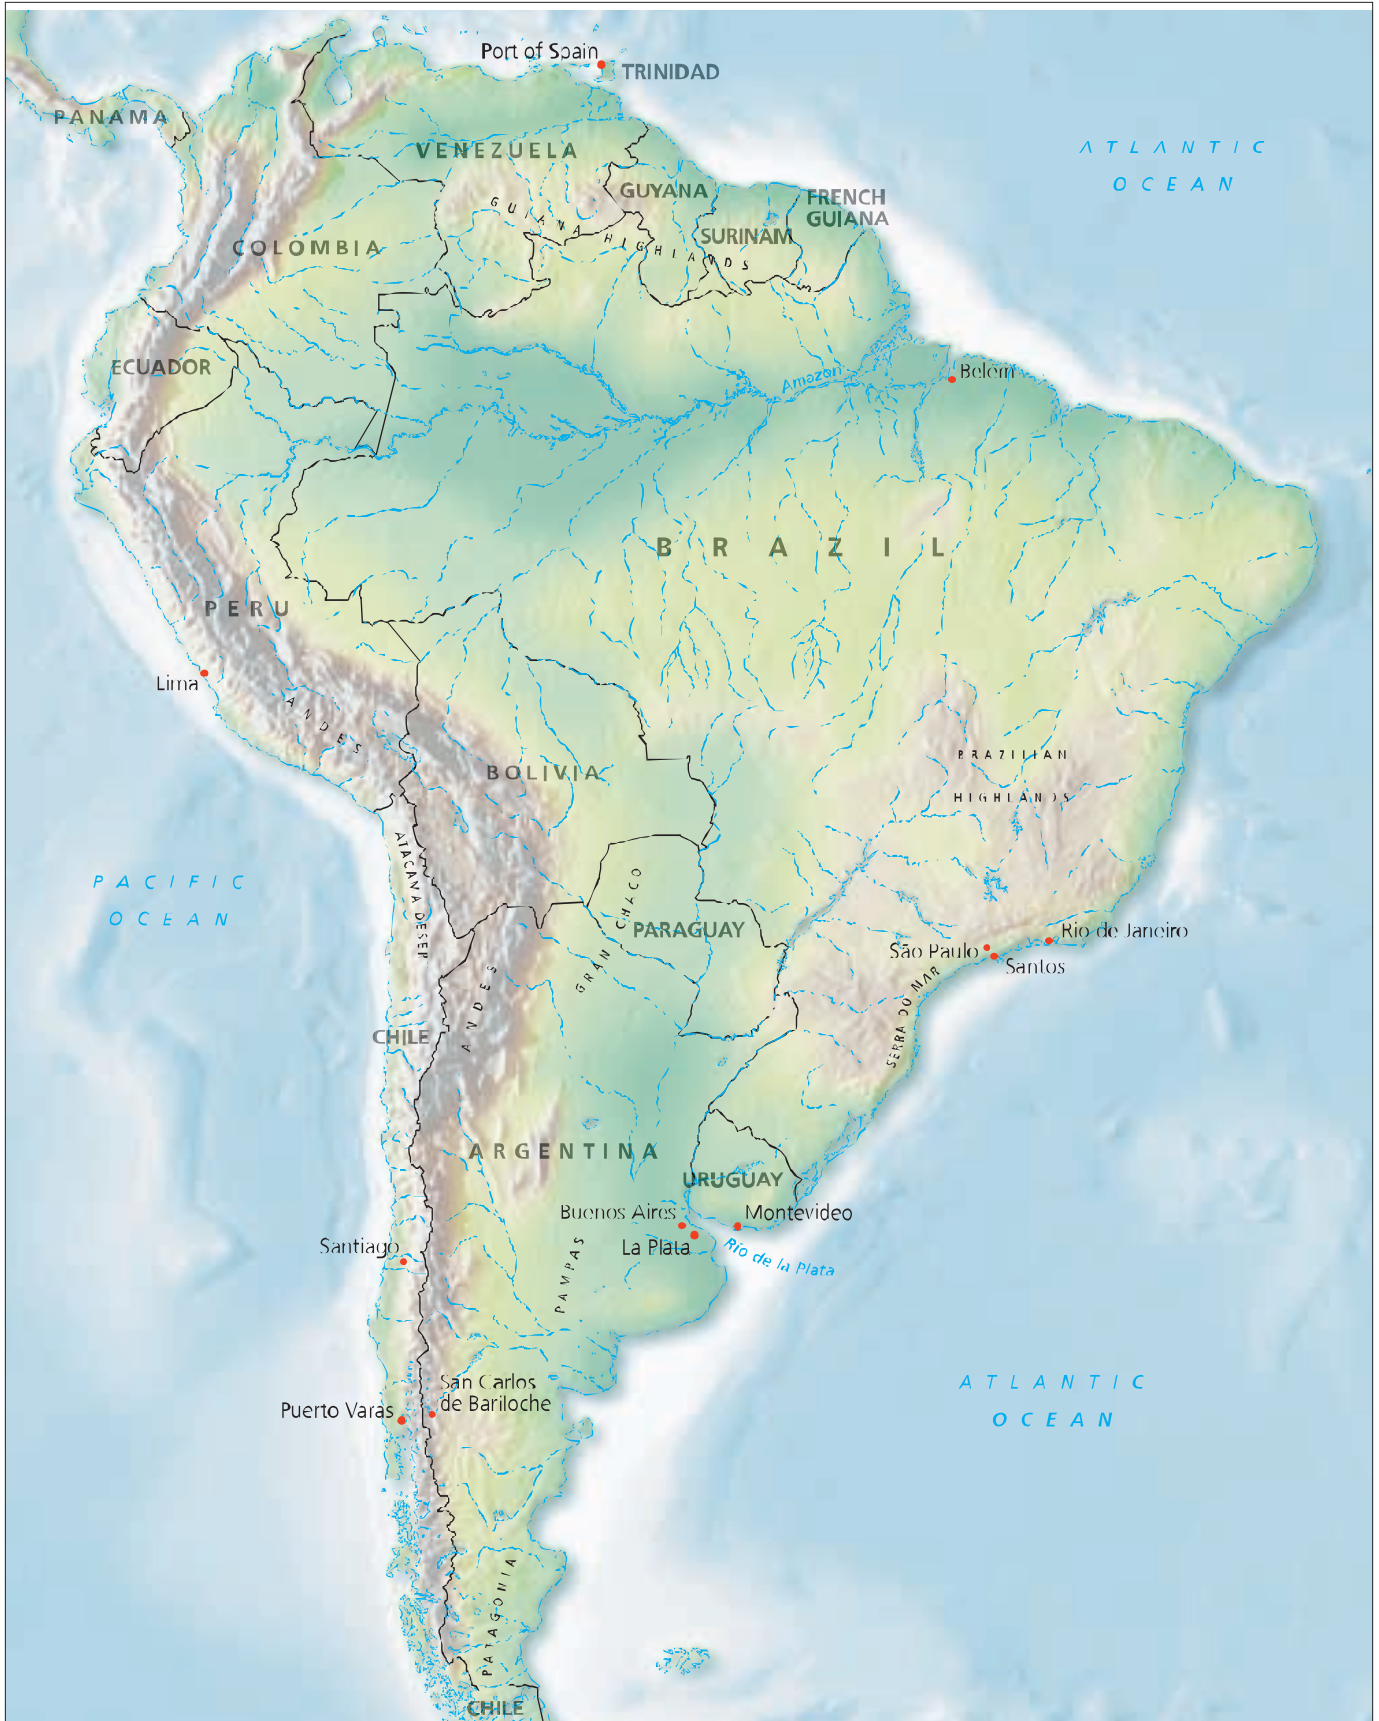 Port of Spain
TRINIDAD
PANAMA
VENEZUELA
ATLANTIC
OCEAN
GUYANA
FRENCH
GUIANA
SURINAM
GUIANA HIGHLANDS
COLOMBIA
ECUADOR
Amazon
Belém
BRAZIL
PERU
Lima
ANDES
BRAZILIAN
HIGHLANDS
BOLIVIA
PACIFIC
OCEAN
GRAN CHACO
PARAGUAY
Rio de Janeiro
São Paulo
Santos
SERRA DO MAR
ANDES
CHILE
ARGENTINA
URUGUAY
Buenos Aires
Montevideo
La Plata
Río de la Plata
Santiago
PAMPAS
San Carlos
de Bariloche
Puerto Varas
ATLANTIC
OCEAN
PATAGONIA
CHILE